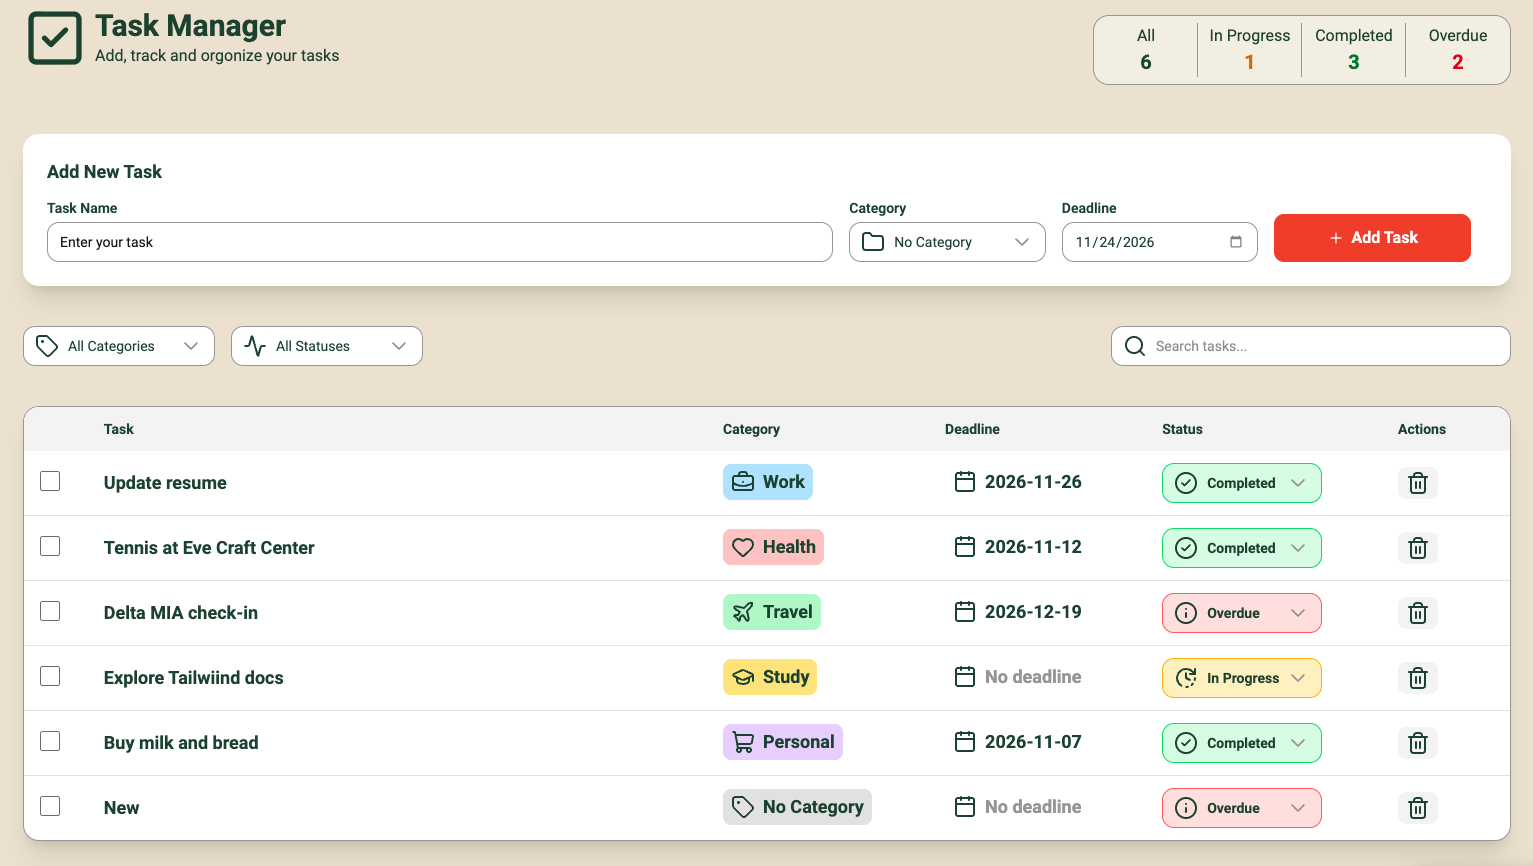 Task Manager
Add, track and orgonize your tasks
All In Progress Completed Overdue
6 1 3 2
Add New Task
Task Name Category Deadline
Enter your task No Category 11/24/2026 + Add Task
All Categories All Statuses Search tasks...
Task Category Deadline Status Actions
Update resume Work 2026-11-26 Completed
Tennis at Eve Craft Center Health 2026-11-12 Completed
Delta MIA check-in Travel 2026-12-19 Overdue
Explore Tailwiind docs Study No deadline In Progress
Buy milk and bread Personal 2026-11-07 Completed
New No Category No deadline Overdue